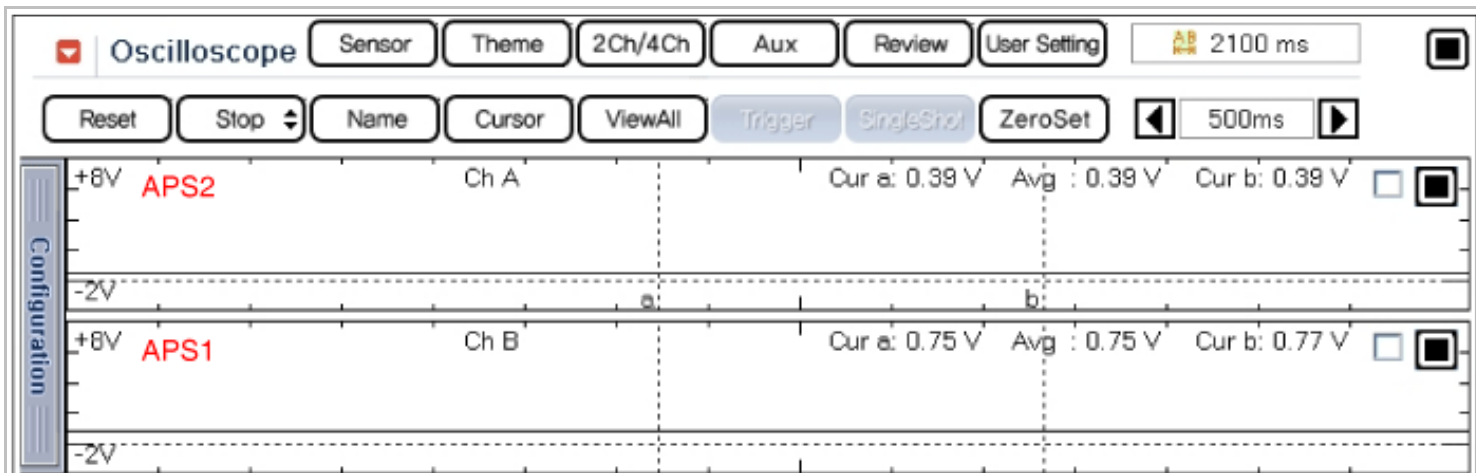 Oscilloscope Sensor Theme 2Ch/4Ch Aux Review User Setting AB 2100 ms
Reset Stop Name Cursor ViewAll Trigger SingleShot ZeroSet 500ms
Configuration
+8V APS2 Ch A Cur a: 0.39 V Avg : 0.39 V Cur b: 0.39 V
-2V a b
+8V APS1 Ch B Cur a: 0.75 V Avg : 0.75 V Cur b: 0.77 V
-2V